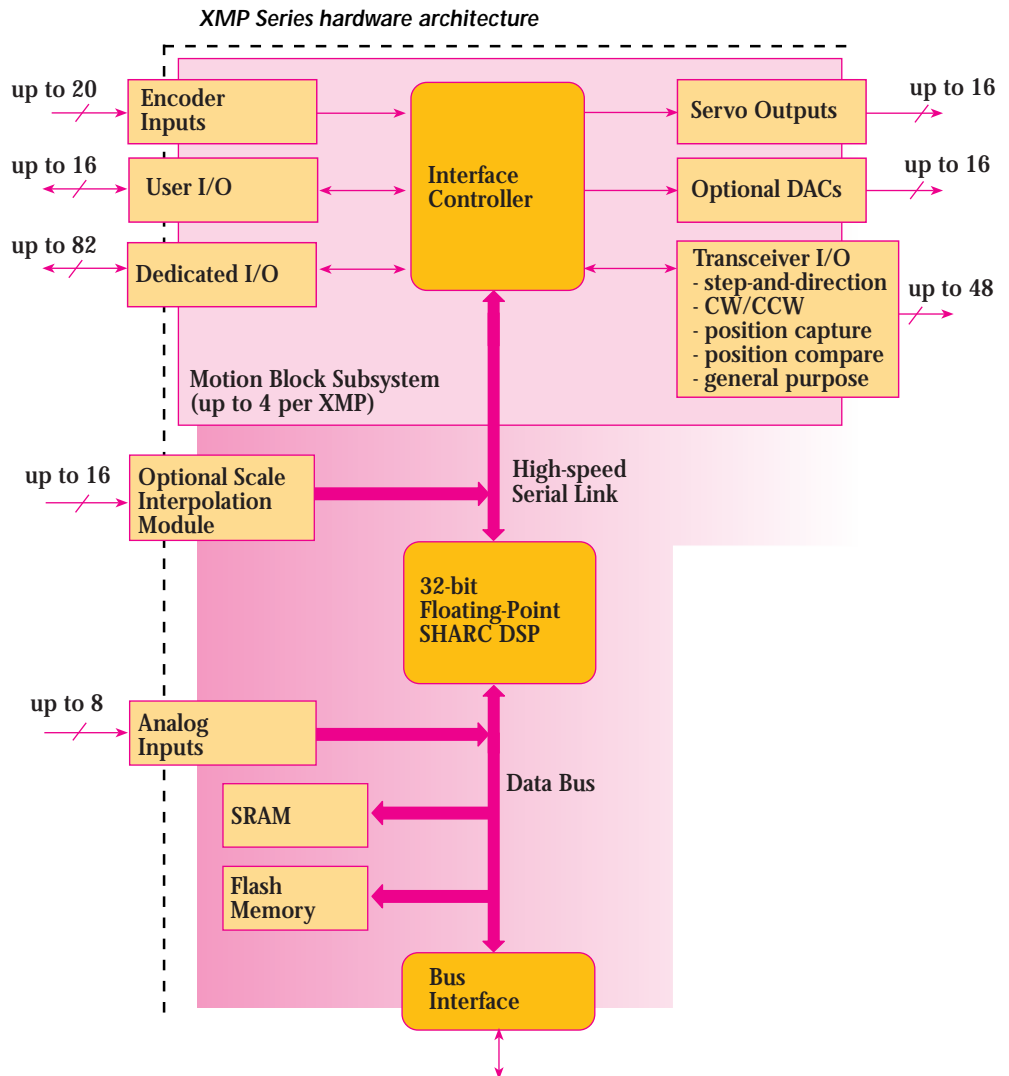 XMP Series hardware architecture
up to 20
Encoder
Inputs
up to 16
User I/O
up to 82
Dedicated I/O
Interface
Controller
Servo Outputs
up to 16
Optional DACs
up to 16
Transceiver I/O
- step-and-direction
- CW/CCW
- position capture
- position compare
- general purpose
up to 48
Motion Block Subsystem
(up to 4 per XMP)
up to 16
Optional Scale
Interpolation
Module
High-speed
Serial Link
32-bit
Floating-Point
SHARC DSP
up to 8
Analog
Inputs
Data Bus
SRAM
Flash
Memory
Bus
Interface